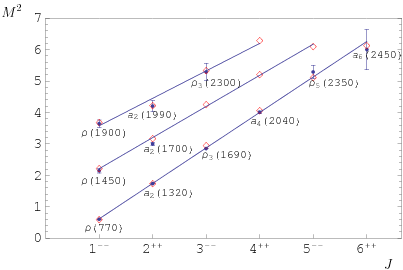 M²
7
6
5
4
3
2
1
0
ρ(1900)
a₂(1990)
ρ₃(2300)
a₆(2450)
ρ₅(2350)
ρ(1450)
a₂(1700)
a₄(2040)
ρ₃(1690)
ρ(770)
a₂(1320)
1⁻⁻ 2⁺⁺ 3⁻⁻ 4⁺⁺ 5⁻⁻ 6⁺⁺
J